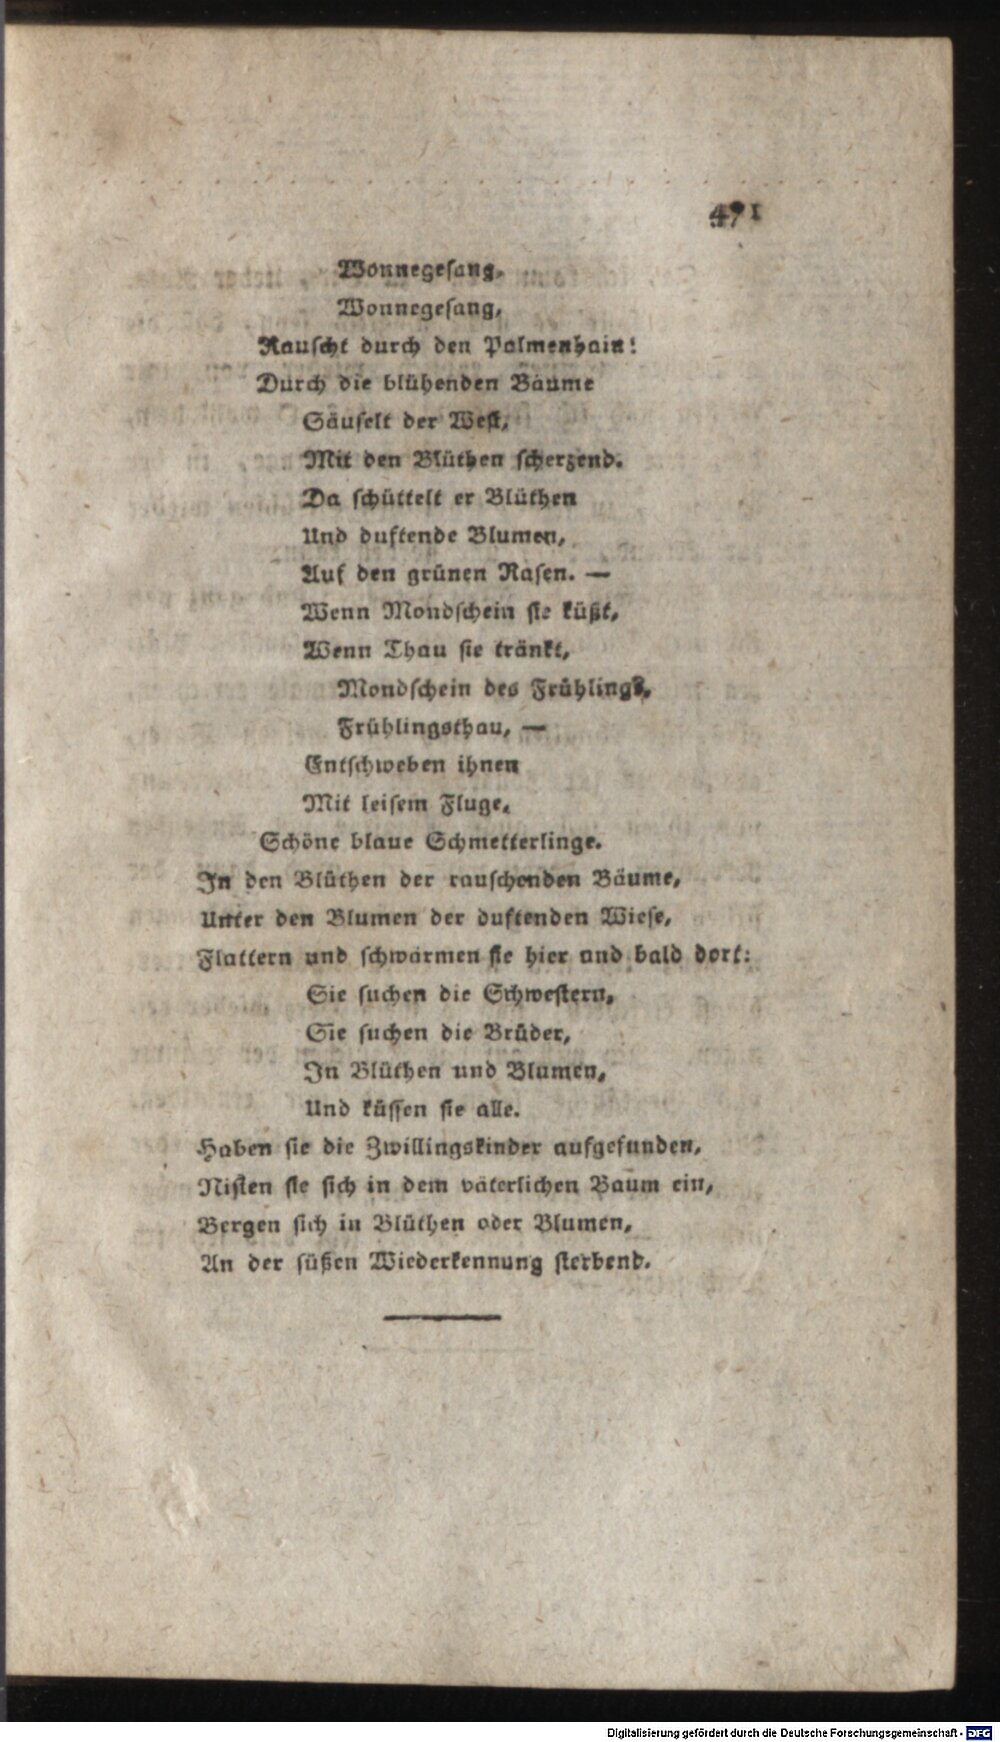 471
Wonnegesang,
Wonnegesang,
Rauscht durch den Palmenhain!
Durch die blühenden Bäume
Säuselt der West,
Mit den Blüthen scherzend.
Da schüttelt er Blüthen
Und duftende Blumen,
Auf den grünen Rasen. —
Wenn Mondschein sie küßt,
Wenn Thau sie tränkt,
Mondschein des Frühlings,
Frühlingsthau, —
Entschweben ihnen
Mit leisem Fluge,
Schöne blaue Schmetterlinge.
In den Blüthen der rauschenden Bäume,
Unter den Blumen der duftenden Wiese,
Flattern und schwärmen sie hier und bald dort:
Sie suchen die Schwestern,
Sie suchen die Brüder,
In Blüthen und Blumen,
Und küssen sie alle.
Haben sie die Zwillingskinder aufgefunden,
Nisten sie sich in dem väterlichen Baum ein,
Bergen sich in Blüthen oder Blumen,
An der süßen Wiederkennung sterbend.
Digitalisierung gefördert durch die Deutsche Forschungsgemeinschaft - DFG